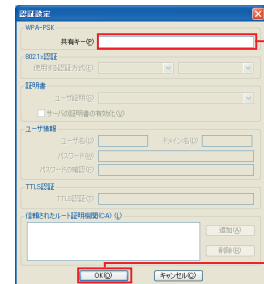 認証設定
WPA-PSK
共有キー(P)
802.1x認証
使用する認証方式(E)
証明書
ユーザ証明(C)
サーバの証明書の有効化(V)
ユーザ情報
ユーザ名(U) ドメイン名(D)
パスワード(W)
パスワードの確認(E)
TTLS認証
TTLS認証(T)
信頼されたルート証明機関(CA) (L)
追加(A)
削除(R)
OK(O) キャンセル(C)